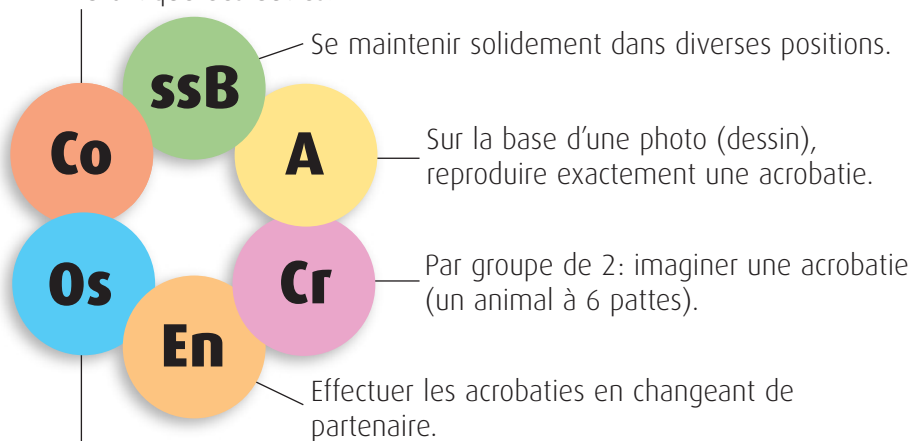 ssB
Se maintenir solidement dans diverses positions.
Co
A
Sur la base d’une photo (dessin),
reproduire exactement une acrobatie.
Os
Cr
Par groupe de 2: imaginer une acrobatie
(un animal à 6 pattes).
En
Effectuer les acrobaties en changeant de
partenaire.